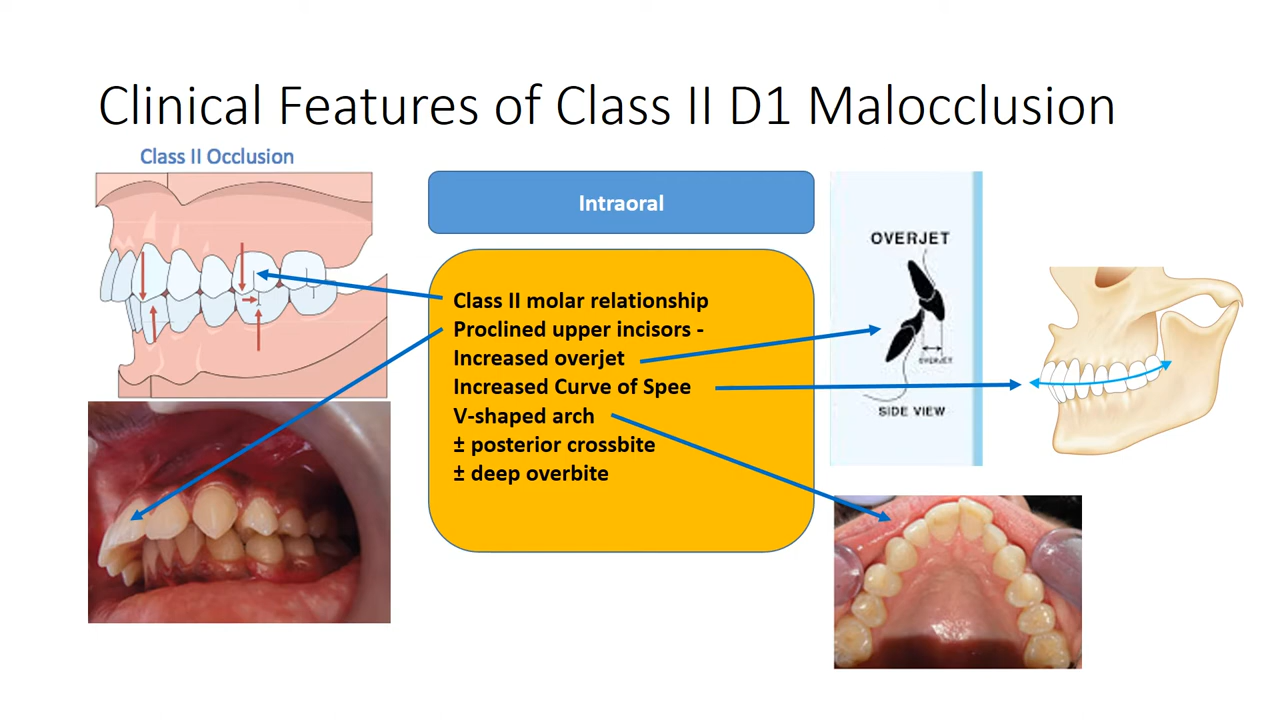 Clinical Features of Class II D1 Malocclusion
Class II Occlusion
Intraoral
Class II molar relationship
Proclined upper incisors -
Increased overjet
Increased Curve of Spee
V-shaped arch
± posterior crossbite
± deep overbite
OVERJET
OVERJET
SIDE VIEW